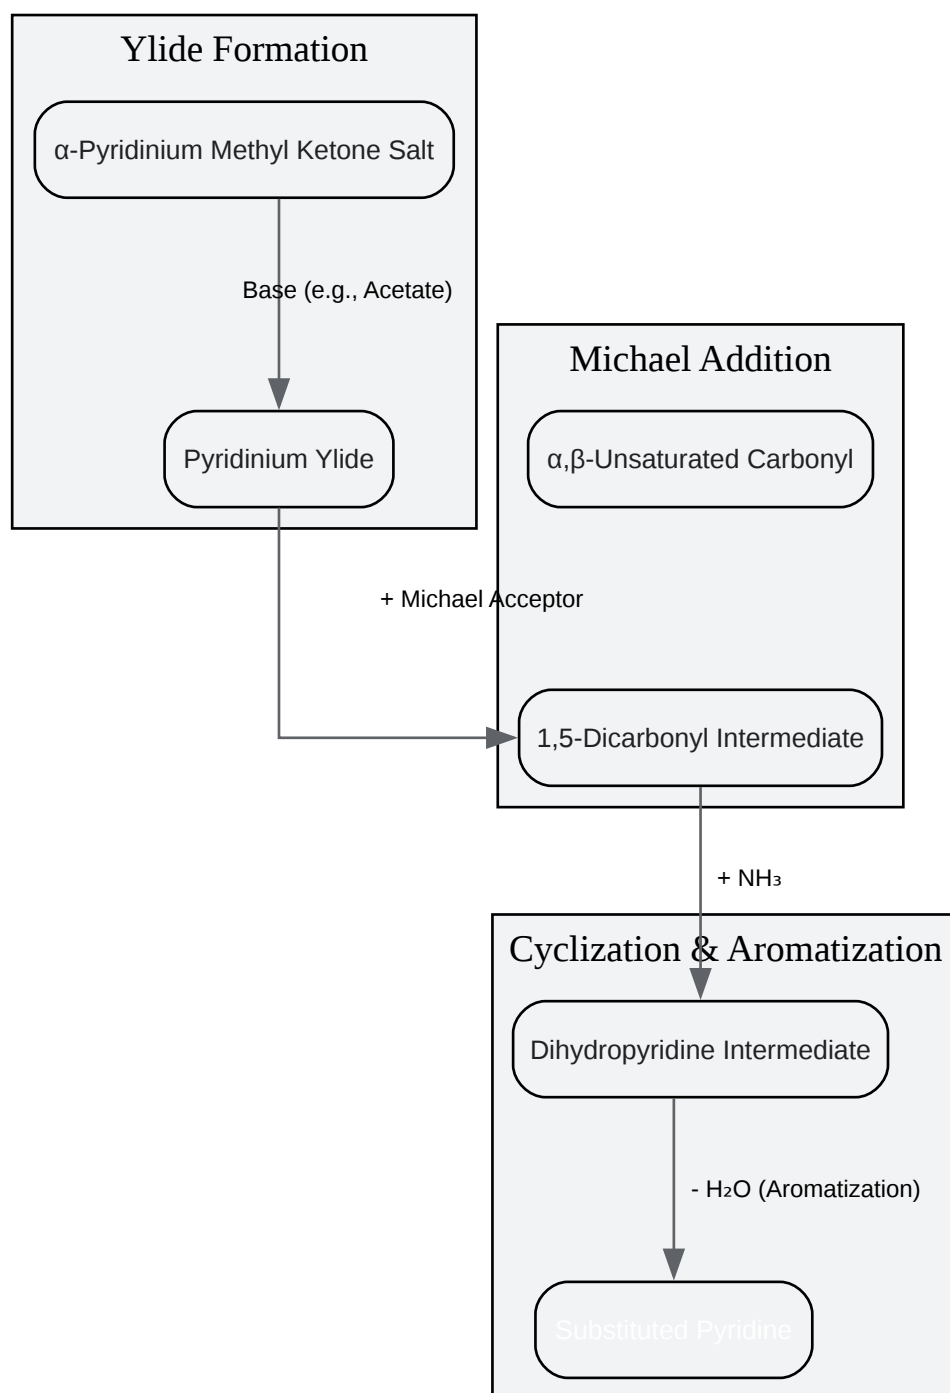 Ylide Formation
α-Pyridinium Methyl Ketone Salt
Base (e.g., Acetate)
Pyridinium Ylide
Michael Addition
α,β-Unsaturated Carbonyl
+ Michael Acceptor
1,5-Dicarbonyl Intermediate
+ NH₃
Cyclization & Aromatization
Dihydropyridine Intermediate
- H₂O (Aromatization)
Substituted Pyridine